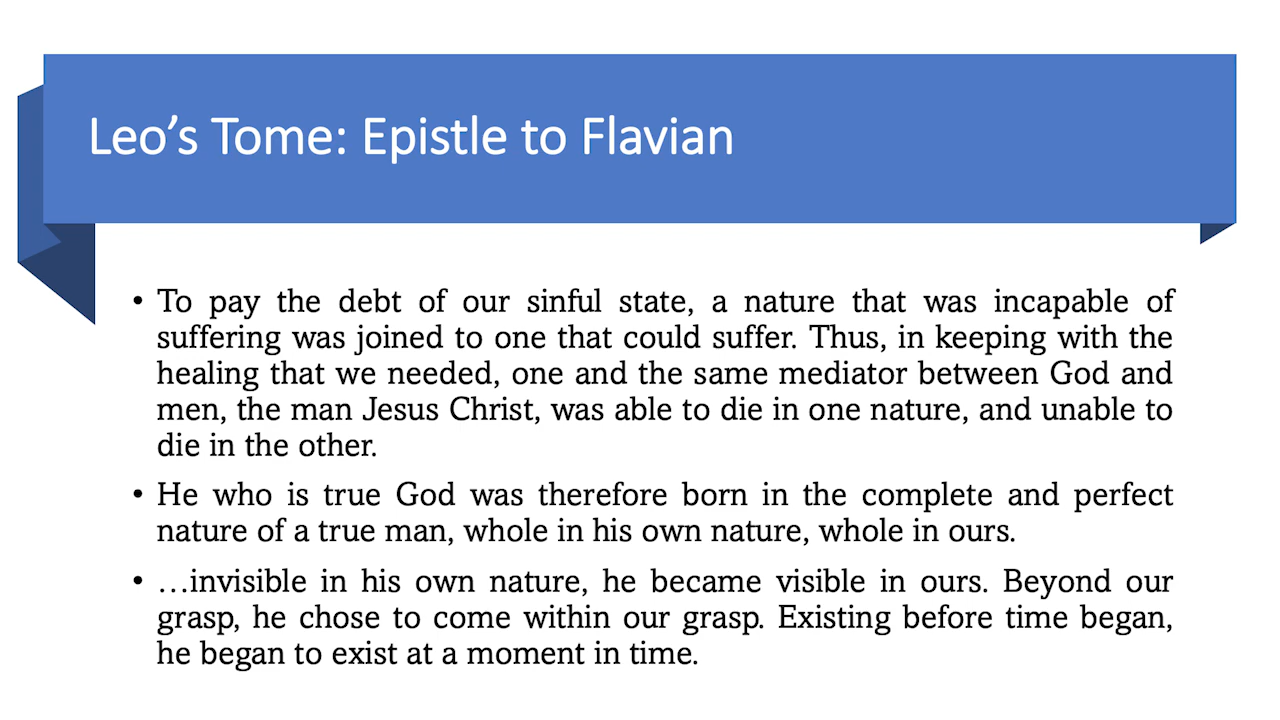 Leo’s Tome: Epistle to Flavian
• To pay the debt of our sinful state, a nature that was incapable of
suffering was joined to one that could suffer. Thus, in keeping with the
healing that we needed, one and the same mediator between God and
men, the man Jesus Christ, was able to die in one nature, and unable to
die in the other.
• He who is true God was therefore born in the complete and perfect
nature of a true man, whole in his own nature, whole in ours.
• …invisible in his own nature, he became visible in ours. Beyond our
grasp, he chose to come within our grasp. Existing before time began,
he began to exist at a moment in time.